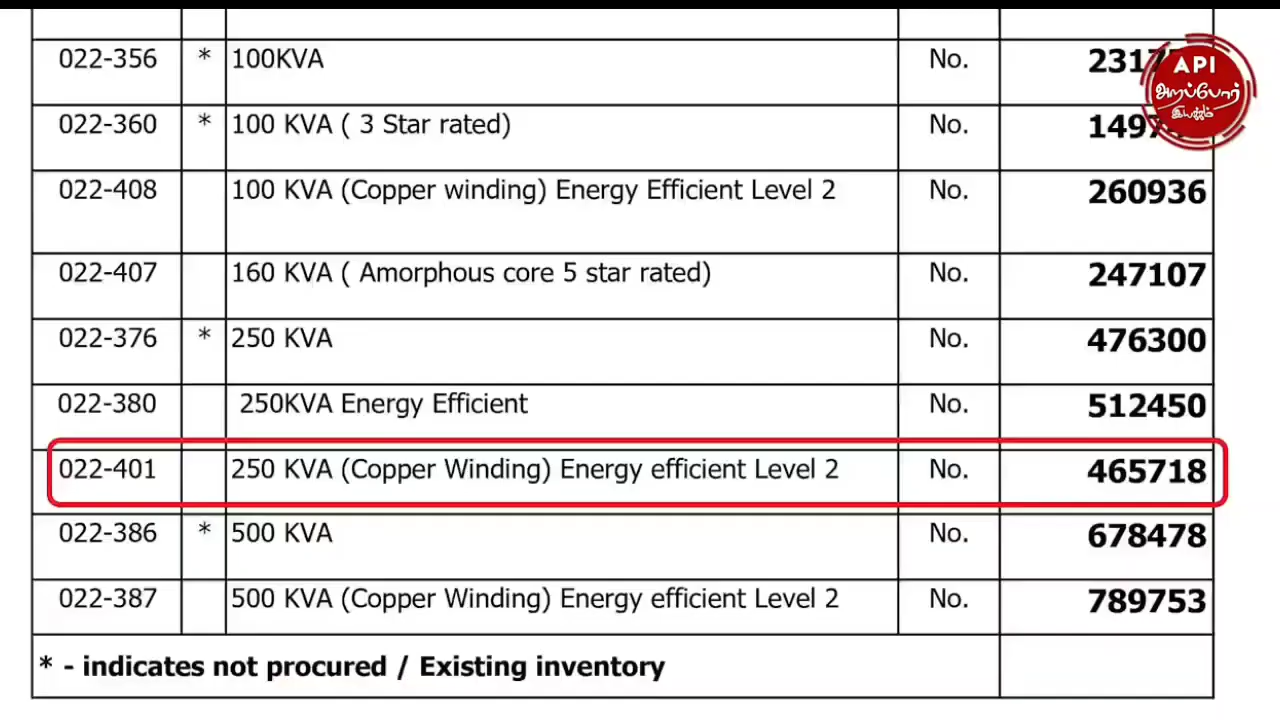 022-356 * 100KVA No.
API
அறப்போர்
இயக்கம்
022-360 * 100 KVA ( 3 Star rated) No.
022-408 100 KVA (Copper winding) Energy Efficient Level 2 No. 260936
022-407 160 KVA ( Amorphous core 5 star rated) No. 247107
022-376 * 250 KVA No. 476300
022-380 250KVA Energy Efficient No. 512450
022-401 250 KVA (Copper Winding) Energy efficient Level 2 No. 465718
022-386 * 500 KVA No. 678478
022-387 500 KVA (Copper Winding) Energy efficient Level 2 No. 789753
* - indicates not procured / Existing inventory